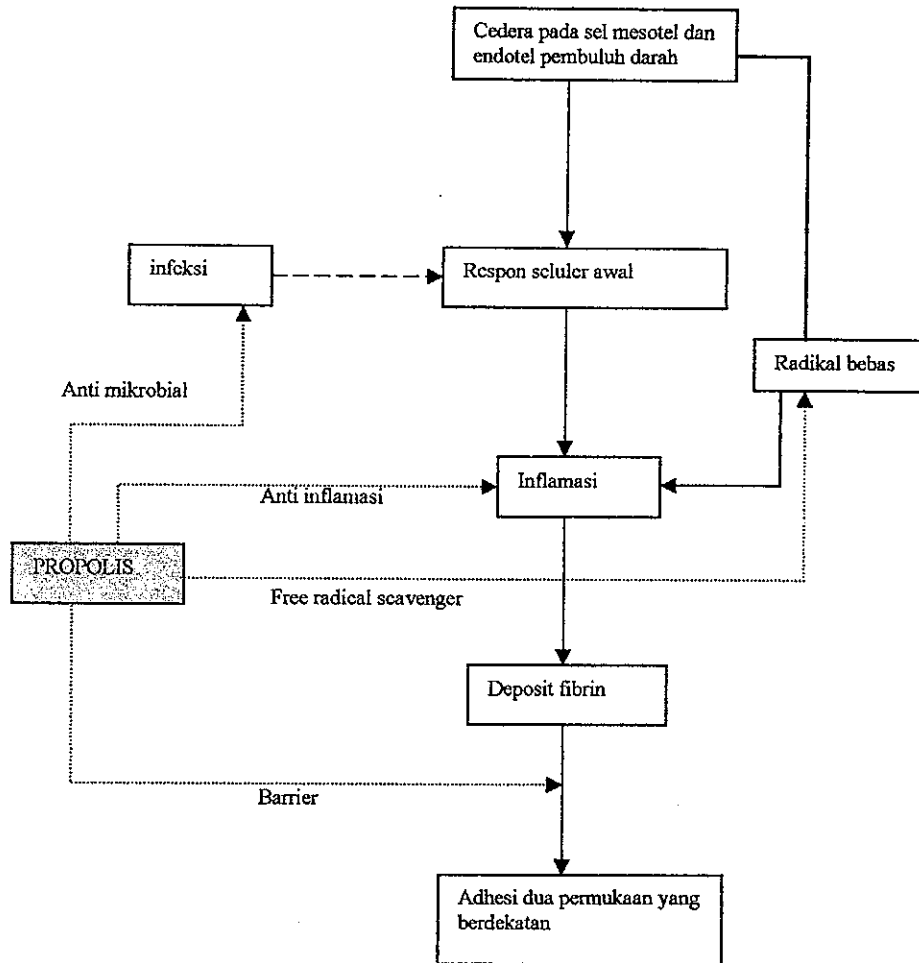 Cedera pada sel mesotel dan
endotel pembuluh darah
infeksi
Respon seluler awal
Radikal bebas
Anti mikrobial
Inflamasi
Anti inflamasi
PROPOLIS
Free radical scavenger
Deposit fibrin
Barrier
Adhesi dua permukaan yang
berdekatan